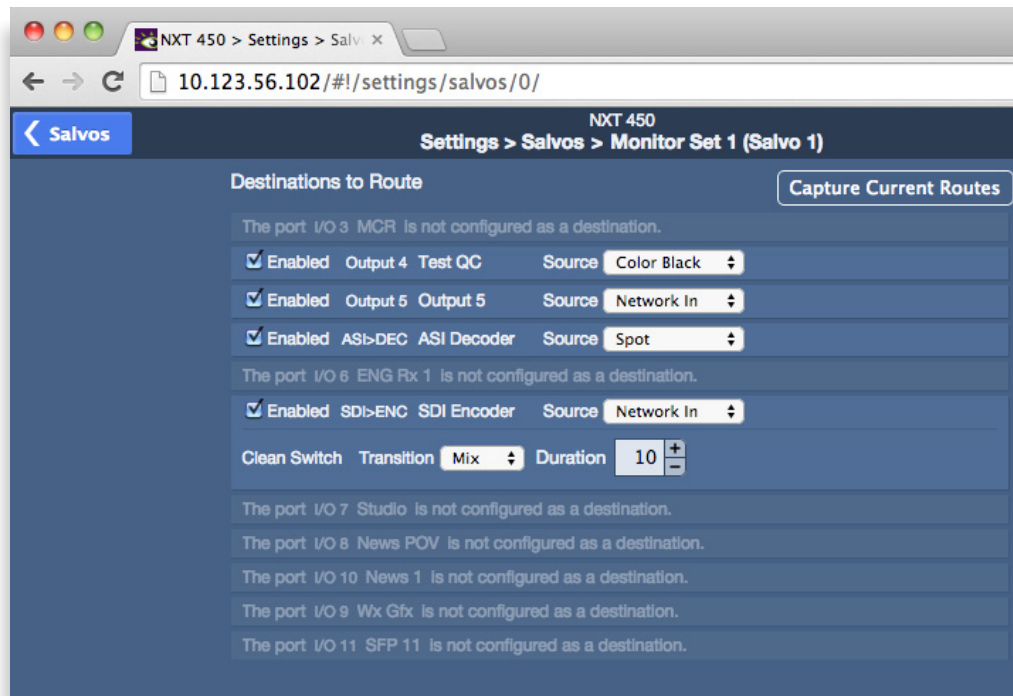 NXT 450 > Settings > Salv
10.123.56.102/#!/settings/salvos/0/
Salvos
NXT 450
Settings > Salvos > Monitor Set 1 (Salvo 1)
Destinations to Route
Capture Current Routes
The port I/O 3 MCR is not configured as a destination.
Enabled Output 4 Test QC Source Color Black
Enabled Output 5 Output 5 Source Network In
Enabled ASI>DEC ASI Decoder Source Spot
The port I/O 6 ENG Rx 1 is not configured as a destination.
Enabled SDI>ENC SDI Encoder Source Network In
Clean Switch Transition Mix Duration 10 + −
The port I/O 7 Studio is not configured as a destination.
The port I/O 8 News POV is not configured as a destination.
The port I/O 10 News 1 is not configured as a destination.
The port I/O 9 Wx Gfx is not configured as a destination.
The port I/O 11 SFP 11 is not configured as a destination.